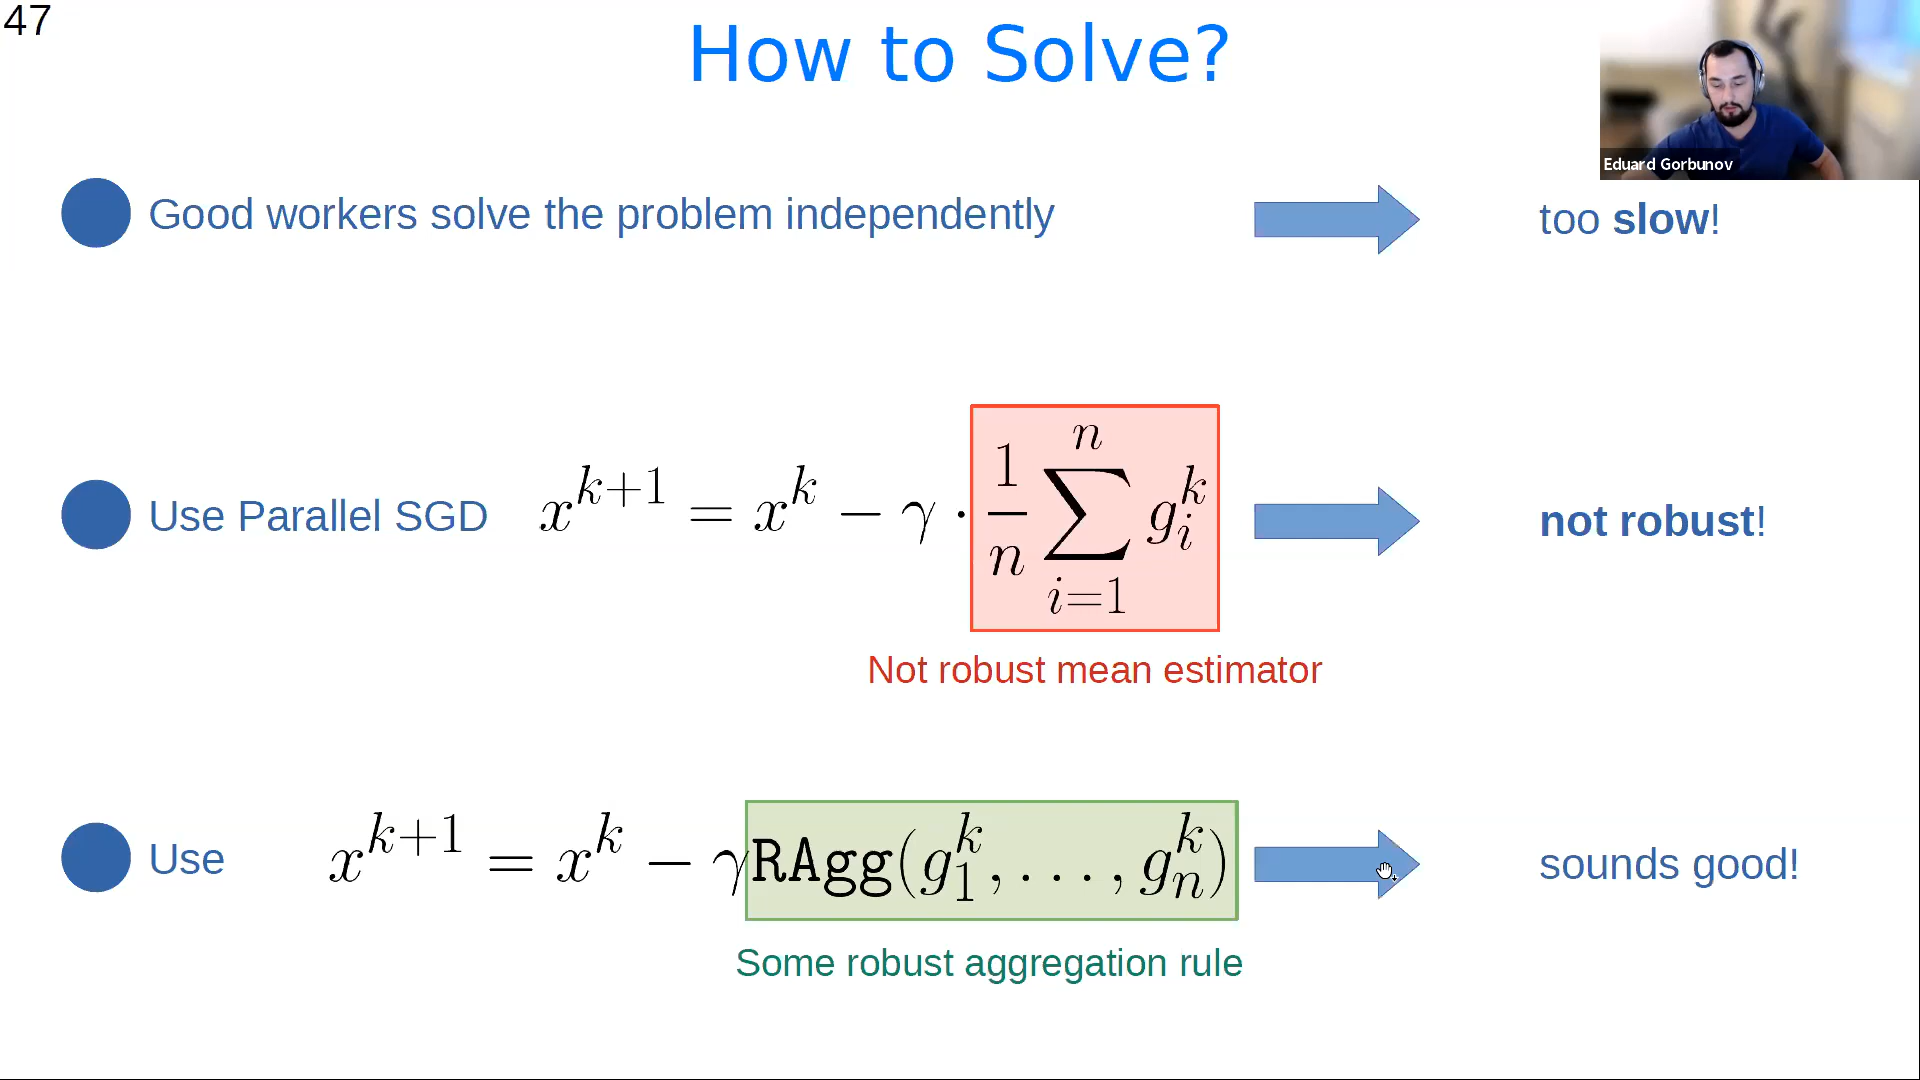 47
How to Solve?
Eduard Gorbunov
Good workers solve the problem independently
too slow!
Use Parallel SGD
x^{k+1} = x^k − γ · \frac{1}{n} \sum_{i=1}^{n} g_i^k
not robust!
Not robust mean estimator
Use
x^{k+1} = x^k − γRAgg(g_1^k, . . . , g_n^k)
sounds good!
Some robust aggregation rule